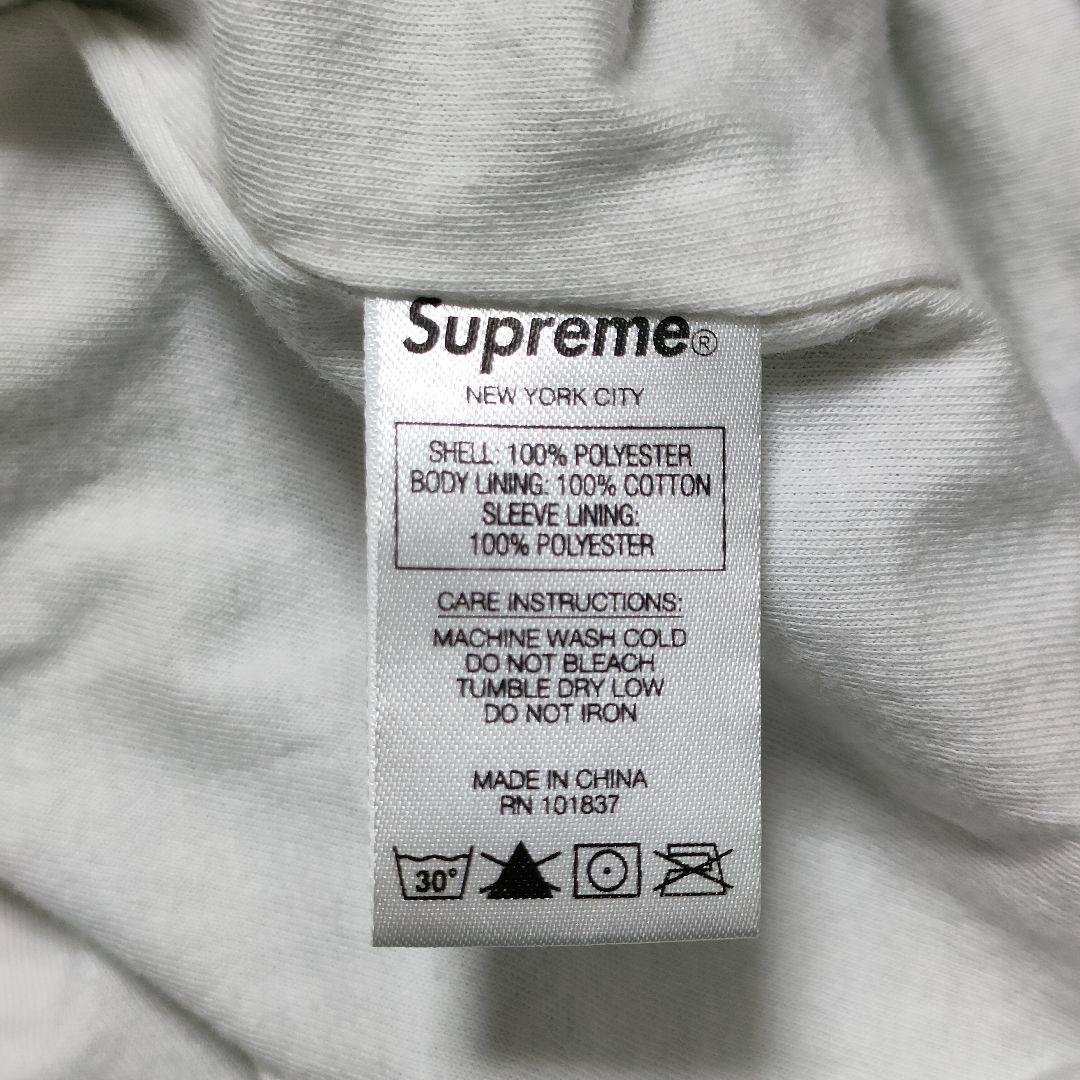 Supreme®
NEW YORK CITY
SHELL: 100% POLYESTER
BODY LINING: 100% COTTON
SLEEVE LINING:
100% POLYESTER
CARE INSTRUCTIONS:
MACHINE WASH COLD
DO NOT BLEACH
TUMBLE DRY LOW
DO NOT IRON
MADE IN CHINA
RN 101837
30°